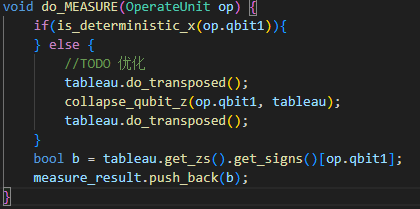 void do_MEASURE(OperateUnit op) {
    if(is_deterministic_x(op.qbit1)){
    } else {
        //TODO 优化
        tableau.do_transposed();
        collapse_qubit_z(op.qbit1, tableau);
        tableau.do_transposed();
    }
    bool b = tableau.get_zs().get_signs()[op.qbit1];
    measure_result.push_back(b);
}